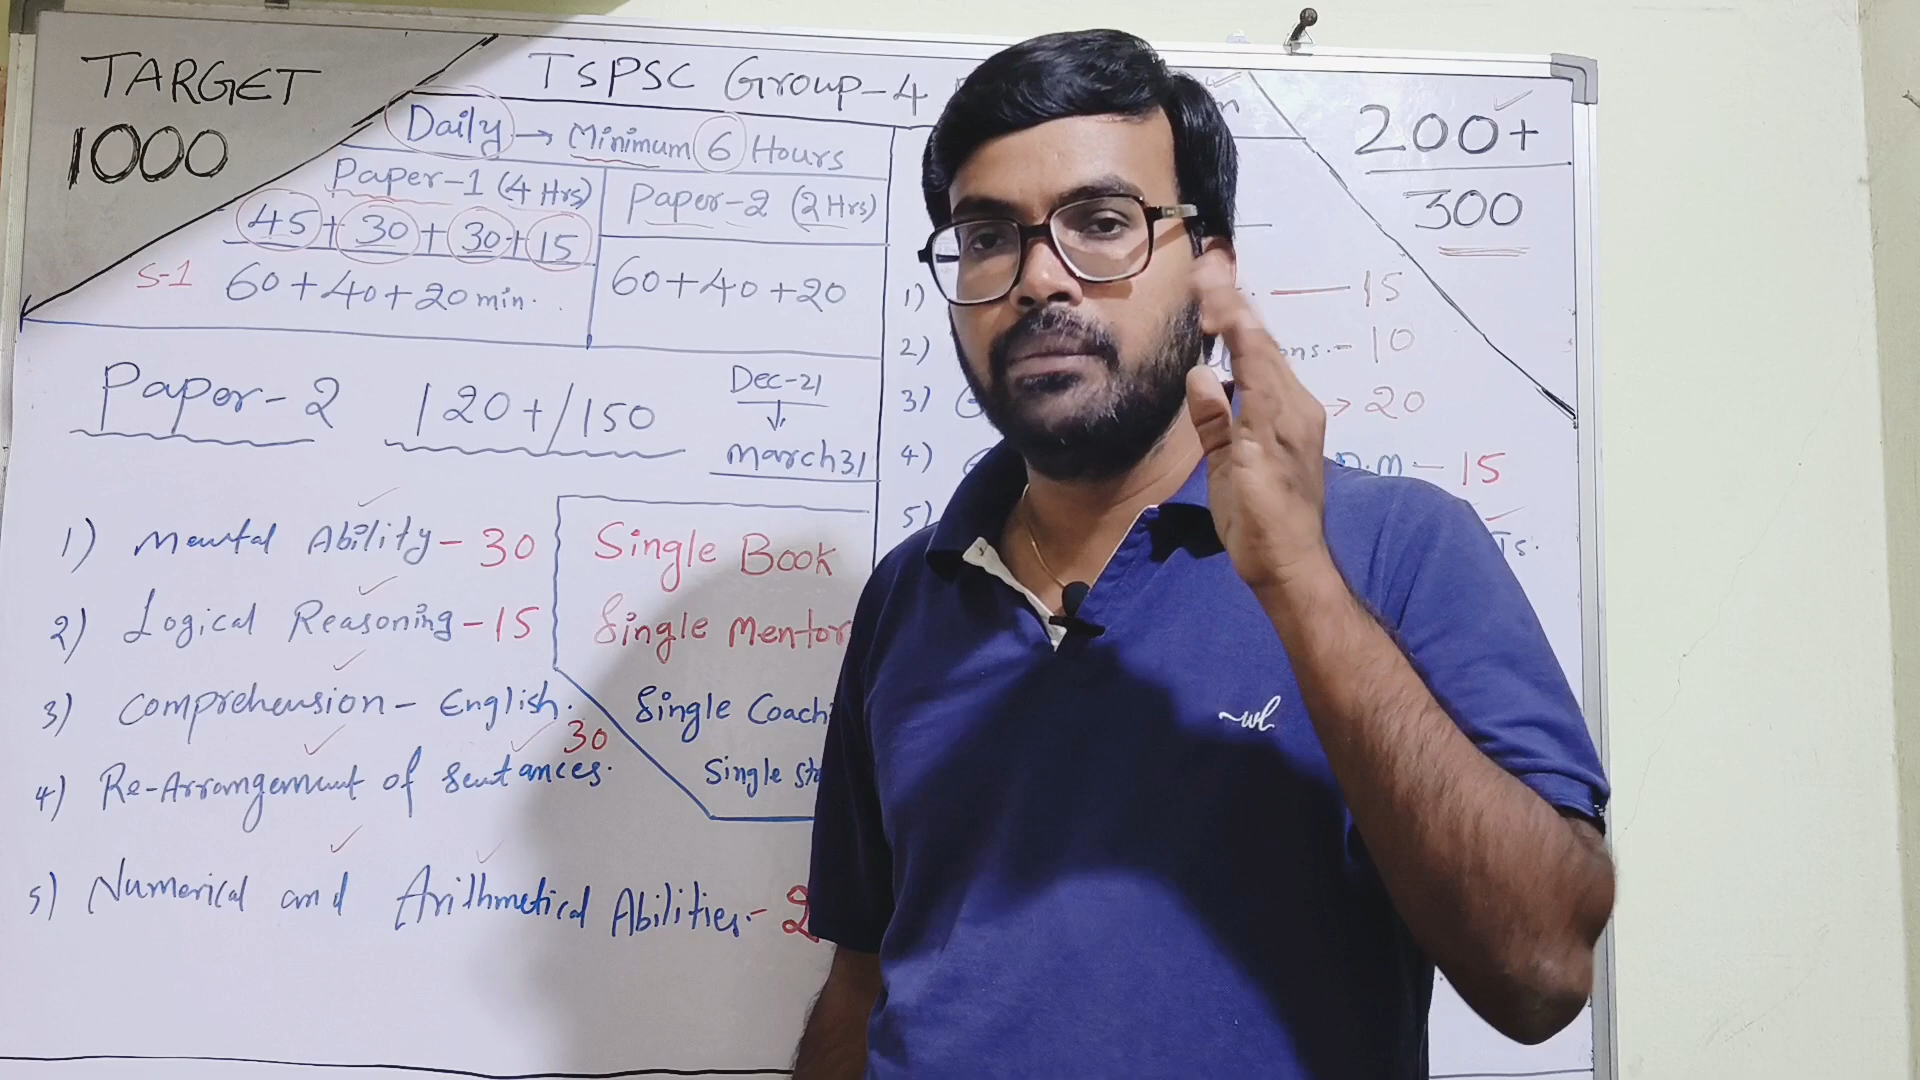 TARGET
1000
TSPSC Group-4
200+
300
Daily → Minimum 6 Hours
Paper-1 (4 Hrs)
45+30+30+15
S-1 60+40+20 min.
Paper-2 (2 Hrs)
60+40+20
Paper-2 120+/150
Dec-21
↓
March 31
1) Mental Ability - 30
2) Logical Reasoning - 15
3) Comprehension - English.
30
4) Re-Arrangement of Sentances.
5) Numerical and Arithmetical Abilities. -
Single Book
Single Mentor
Single
Single
1) — 15
2) - 10
3) → 20
4) - 15
5)
wl